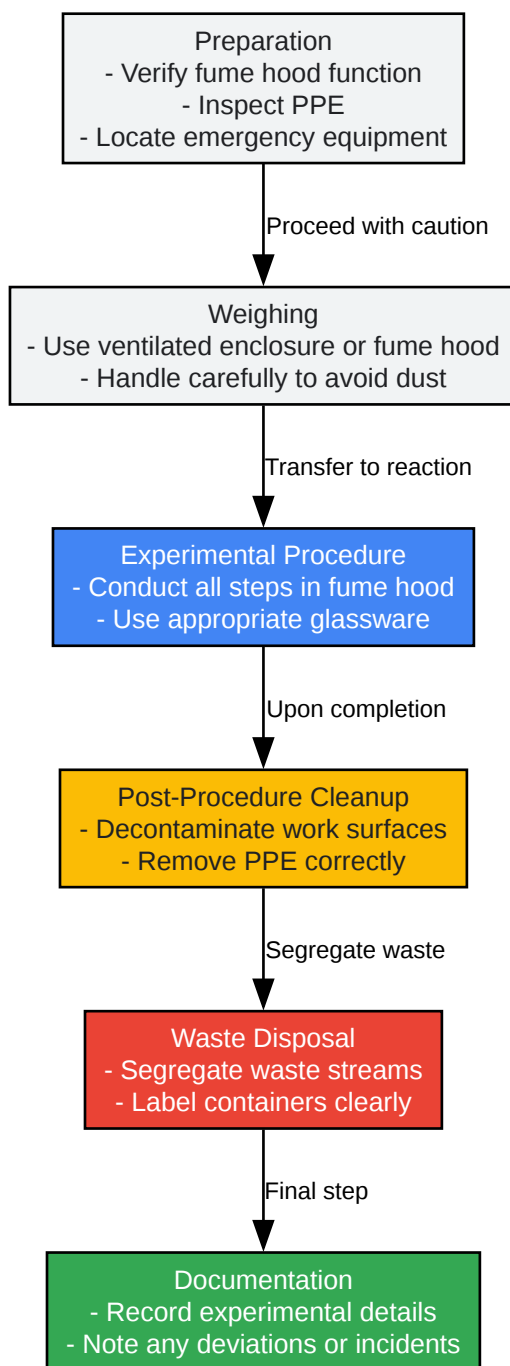 Preparation
- Verify fume hood function
- Inspect PPE
- Locate emergency equipment
Proceed with caution
Weighing
- Use ventilated enclosure or fume hood
- Handle carefully to avoid dust
Transfer to reaction
Experimental Procedure
- Conduct all steps in fume hood
- Use appropriate glassware
Upon completion
Post-Procedure Cleanup
- Decontaminate work surfaces
- Remove PPE correctly
Segregate waste
Waste Disposal
- Segregate waste streams
- Label containers clearly
Final step
Documentation
- Record experimental details
- Note any deviations or incidents